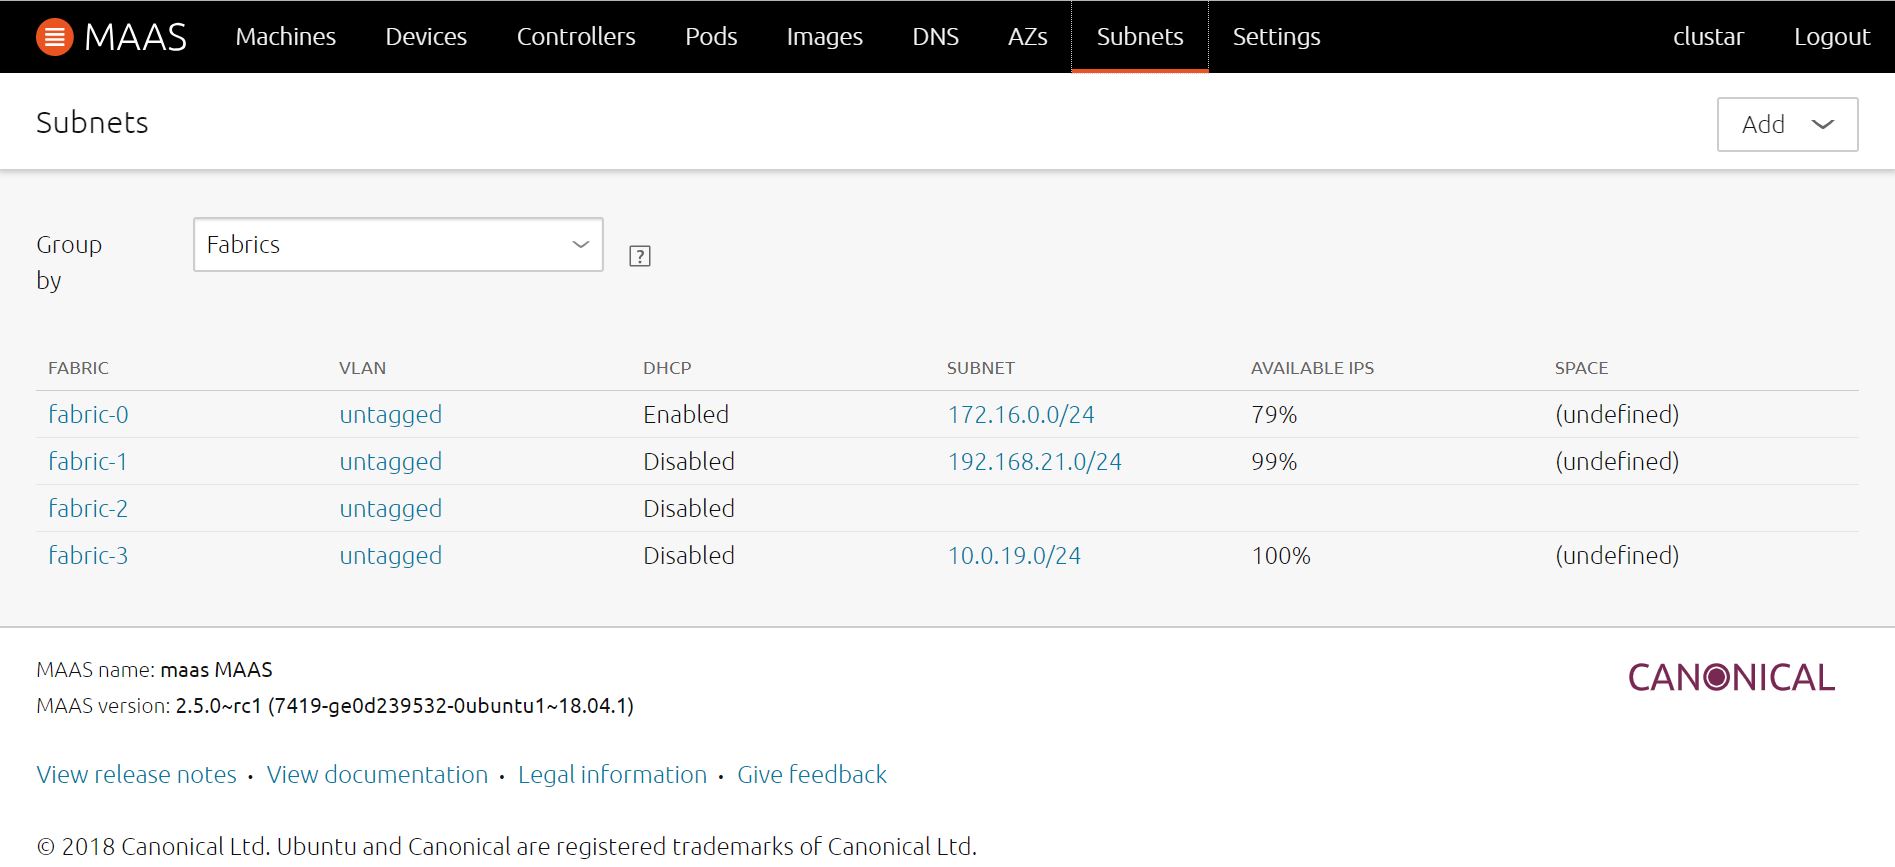 MAAS Machines Devices Controllers Pods Images DNS AZs Subnets Settings clustar Logout
Subnets Add
Group by Fabrics ?
FABRIC VLAN DHCP SUBNET AVAILABLE IPS SPACE
fabric-0 untagged Enabled 172.16.0.0/24 79% (undefined)
fabric-1 untagged Disabled 192.168.21.0/24 99% (undefined)
fabric-2 untagged Disabled
fabric-3 untagged Disabled 10.0.19.0/24 100% (undefined)
MAAS name: maas MAAS
CANONICAL
MAAS version: 2.5.0~rc1 (7419-ge0d239532-0ubuntu1~18.04.1)
View release notes • View documentation • Legal information • Give feedback
© 2018 Canonical Ltd. Ubuntu and Canonical are registered trademarks of Canonical Ltd.